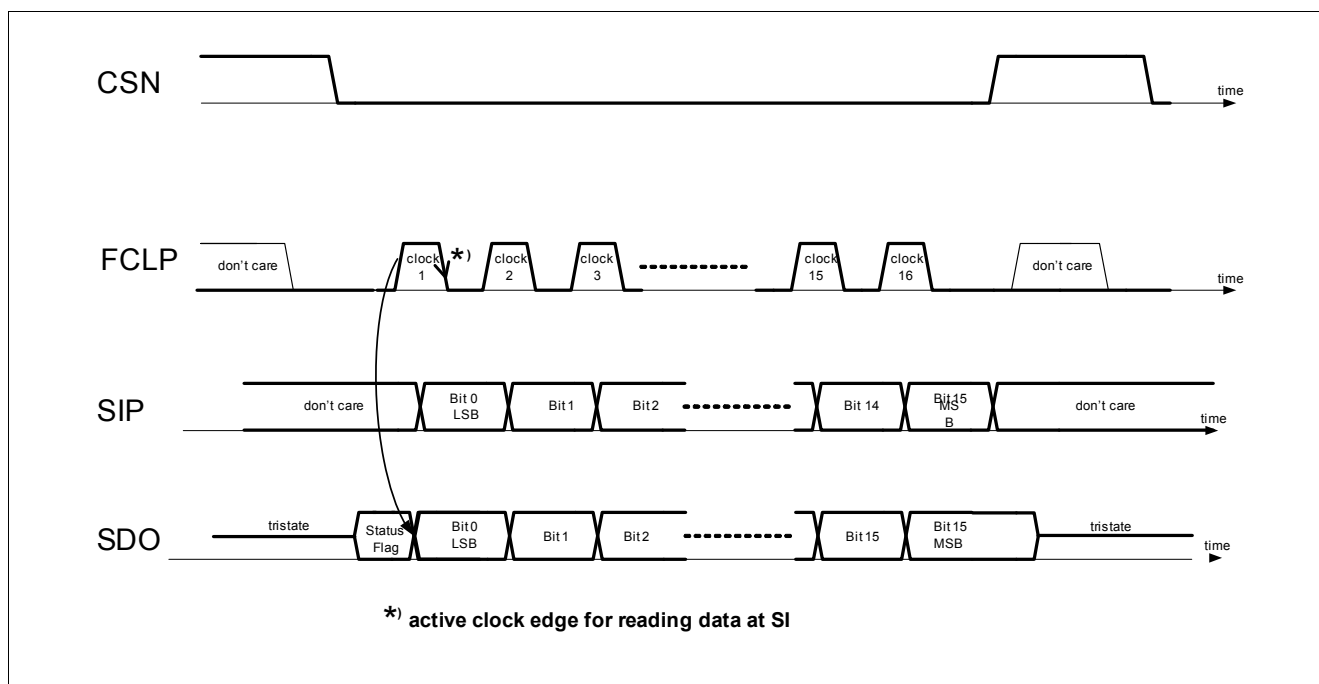 CSN
time
FCLP
don't care
clock
1
*)
clock
2
clock
3
clock
15
clock
16
don't care
time
SIP
don't care
Bit 0
LSB
Bit 1
Bit 2
Bit 14
Bit 15
MS
B
don't care
time
SDO
tristate
Status
Flag
Bit 0
LSB
Bit 1
Bit 2
Bit 15
Bit 15
MSB
tristate
time
*) active clock edge for reading data at SI